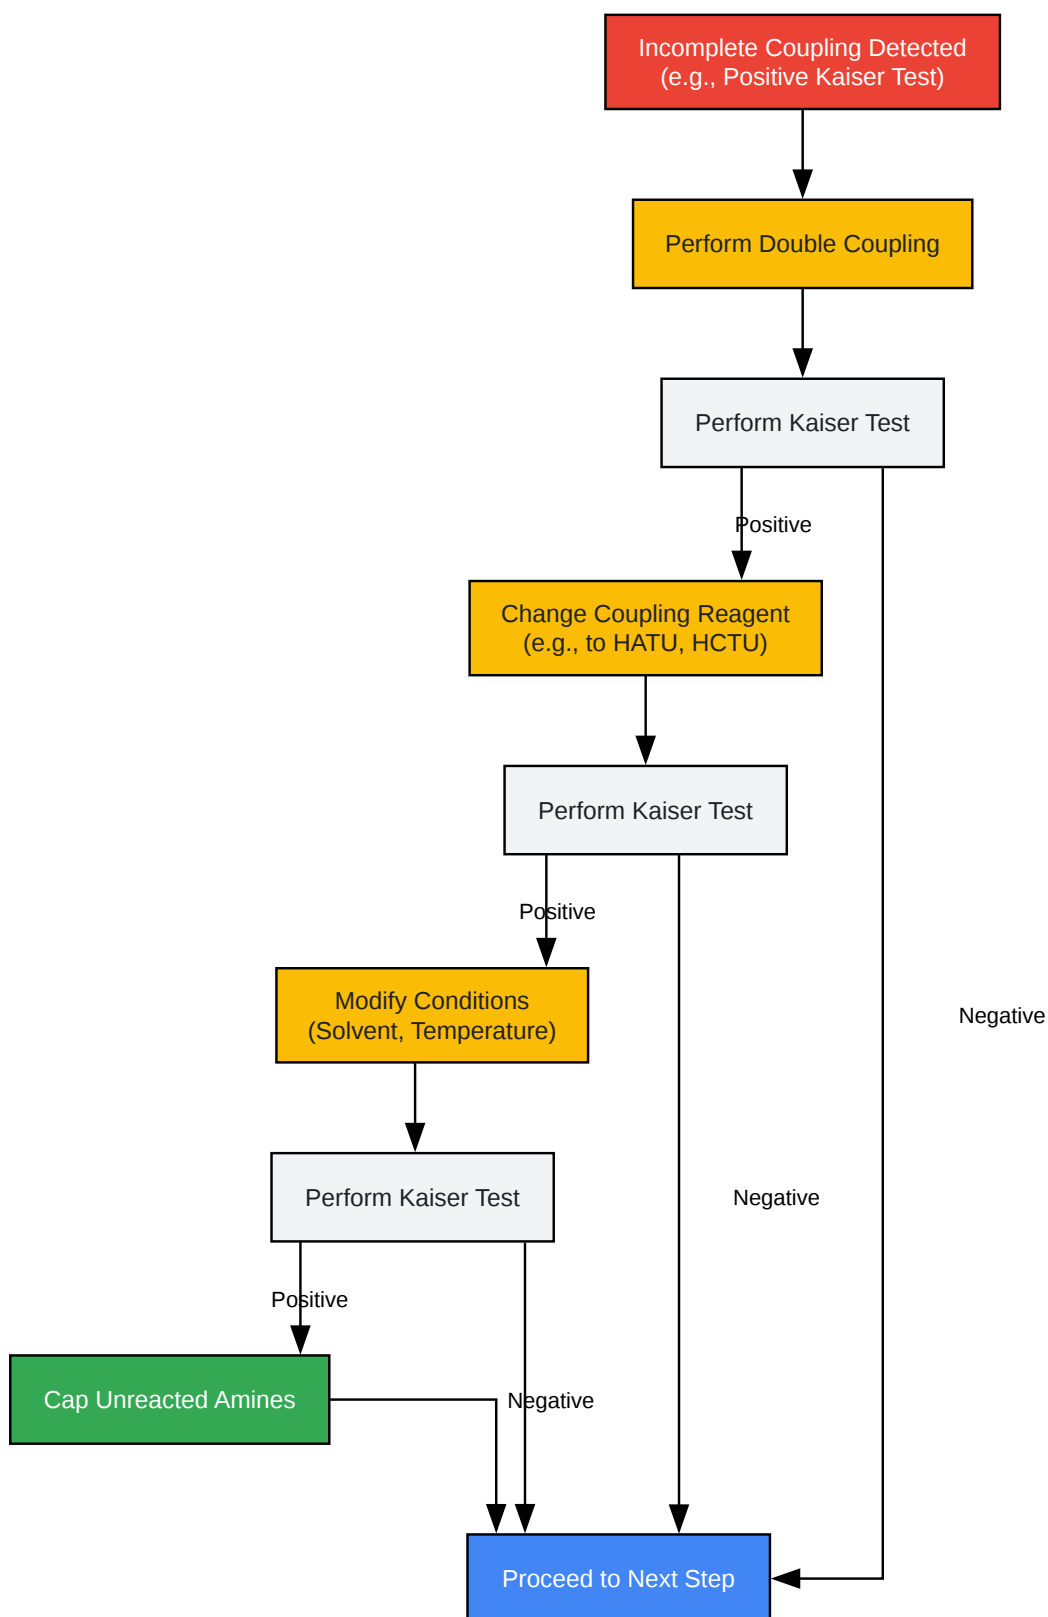 Incomplete Coupling Detected
(e.g., Positive Kaiser Test)
Perform Double Coupling
Perform Kaiser Test
Positive
Change Coupling Reagent
(e.g., to HATU, HCTU)
Perform Kaiser Test
Positive
Modify Conditions
(Solvent, Temperature)
Negative
Perform Kaiser Test
Negative
Positive
Cap Unreacted Amines
Negative
Proceed to Next Step